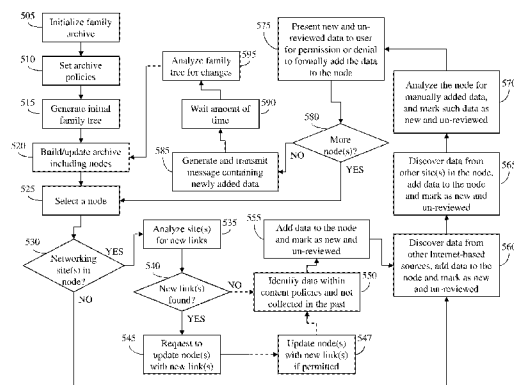 505
Initialize family
archive
510
Set archive
policies
515
Generate initial
family tree
520
Build/update archive
including nodes
525
Select a node
530
Networking
site(s) in
node?
YES
NO
Analyze site(s)
for new links
535
540
New link(s)
found?
NO
YES
545
Request to
update node(s)
with new link(s)
Update node(s)
with new link(s)
if permitted
547
Identify data within
content policies and not
collected in the past
550
555
Add data to the node
and mark as new and
un-reviewed
Discover data from
other Internet-based
sources, add data to the
node and mark as new
and un-reviewed
560
Discover data from
other site(s) in the node,
add data to the node
and mark as new and
un-reviewed
565
Analyze the node for
manually added data,
and mark such data as
new and un-reviewed
570
575
Present new and un-
reviewed data to user
for permission or denial
to formally add the data
to the node
580
More
node(s)?
NO
YES
585
Generate and transmit
message containing
newly added data
Wait amount of
time
590
Analyze family
tree for changes
595